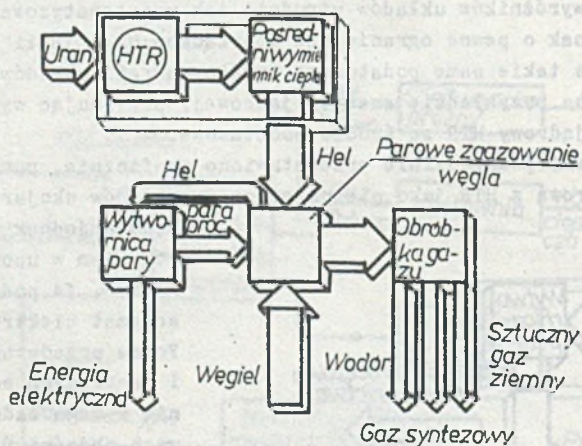 Uran
HTR
Pośred-
ni wymie-
nnik ciepła
Hel
Hel
Parowe zgazowanie
węgla
Wytwo-
rnica
pary
para
proc.
Obrób-
ka ga-
zu
Energia
elektryczna
Węgiel
Wodór
Sztuczny
gaz
ziemny
Gaz syntezowy